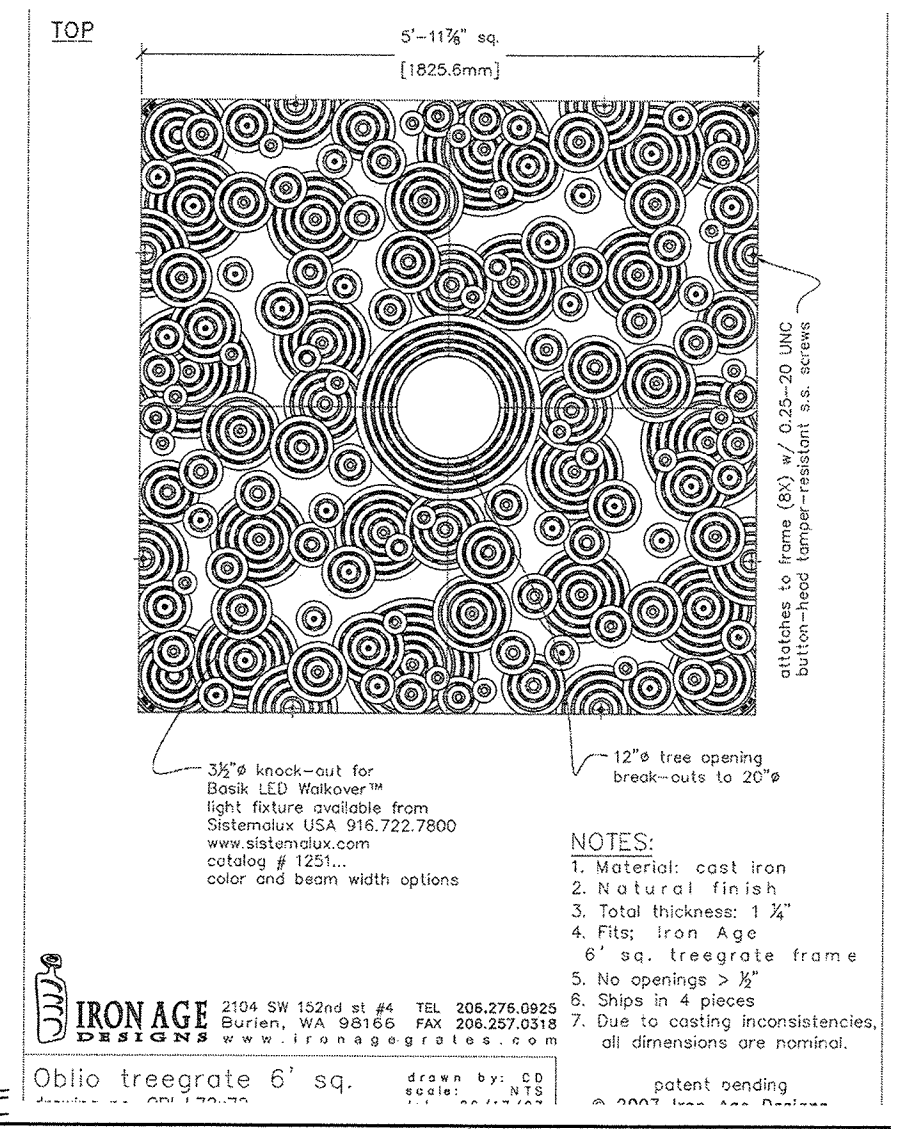 TOP
5'-11⅞" sq.
[1825.6mm]
attatches to frame (8X) w/ 0.25-20 UNC
button-head tamper-resistant s.s. screws
3½"ø knock-out for
Basik LED Walkover™
light fixture available from
Sistemalux USA 916.722.7800
www.sistemalux.com
catalog # 1251...
color and beam width options
12"ø tree opening
break-outs to 20"ø
NOTES:
1. Material: cast iron
2. Natural finish
3. Total thickness: 1 ¼"
4. Fits; Iron Age
6' sq. treegrate frame
5. No openings > ½"
6. Ships in 4 pieces
7. Due to casting inconsistencies,
all dimensions are nominal.
IRON AGE
DESIGNS
2104 SW 152nd st #4 TEL 206.276.0925
Burien, WA 98166 FAX 206.257.0318
www.ironagegrates.com
Oblio treegrate 6' sq.
drawn by: CD
scale: NTS
patent pending
© 2007 Iron Age Designs